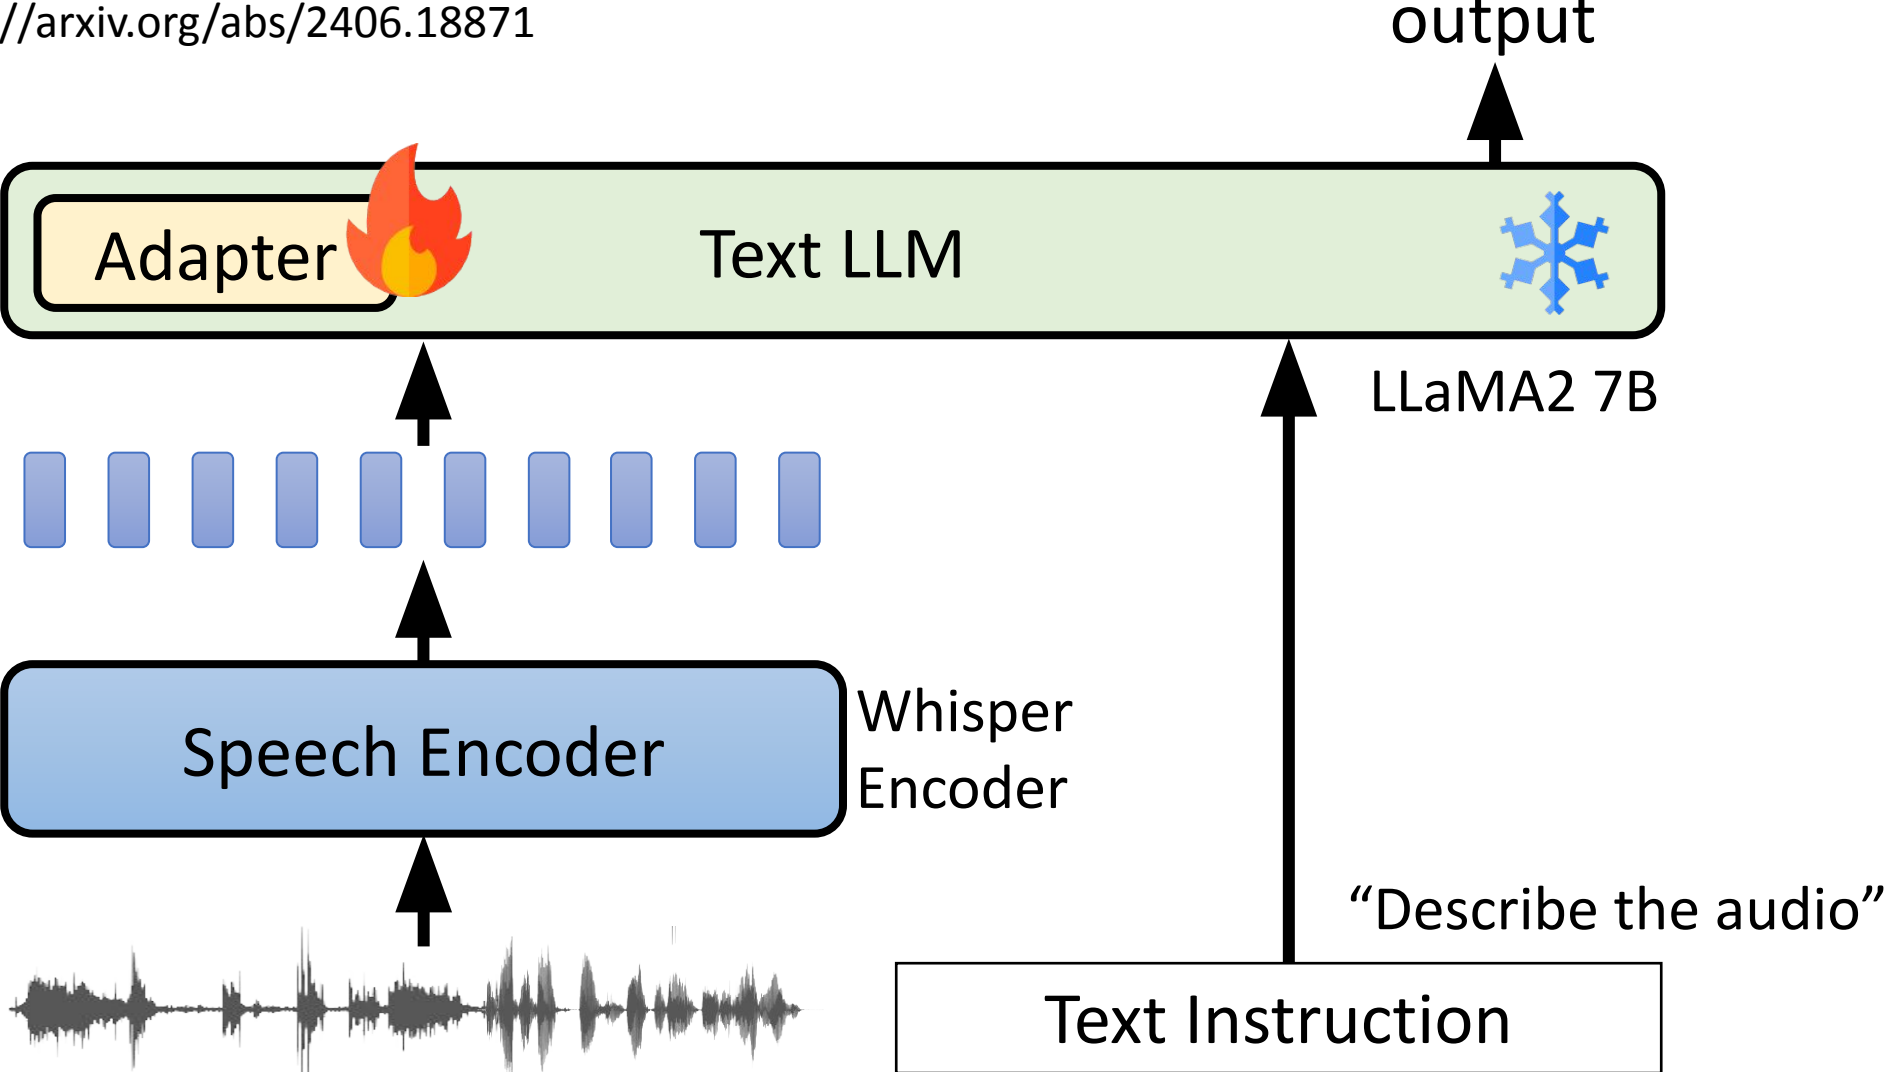 //arxiv.org/abs/2406.18871
output
Adapter
Text LLM
LLaMA2 7B
Speech Encoder
Whisper
Encoder
“Describe the audio”
Text Instruction